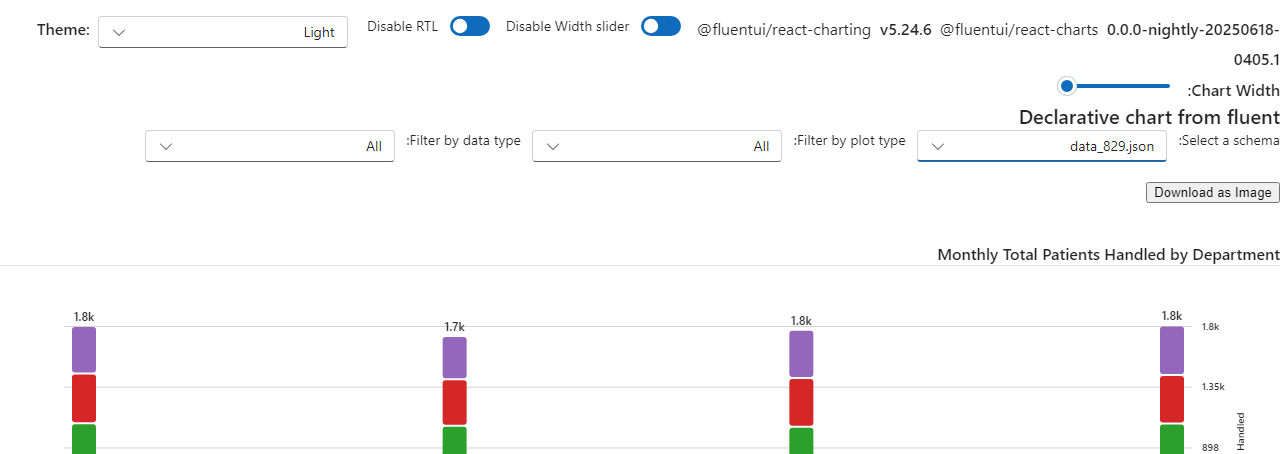 Theme: Light Disable RTL Disable Width slider @fluentui/react-charting v5.24.6 @fluentui/react-charts 0.0.0-nightly-20250618-
0405.1
:Chart Width
Declarative chart from fluent
:Select a schema data_829.json :Filter by plot type All :Filter by data type All
Download as Image
Monthly Total Patients Handled by Department
1.8k 1.7k 1.8k 1.8k
1.8k
1.35k
898
Handled